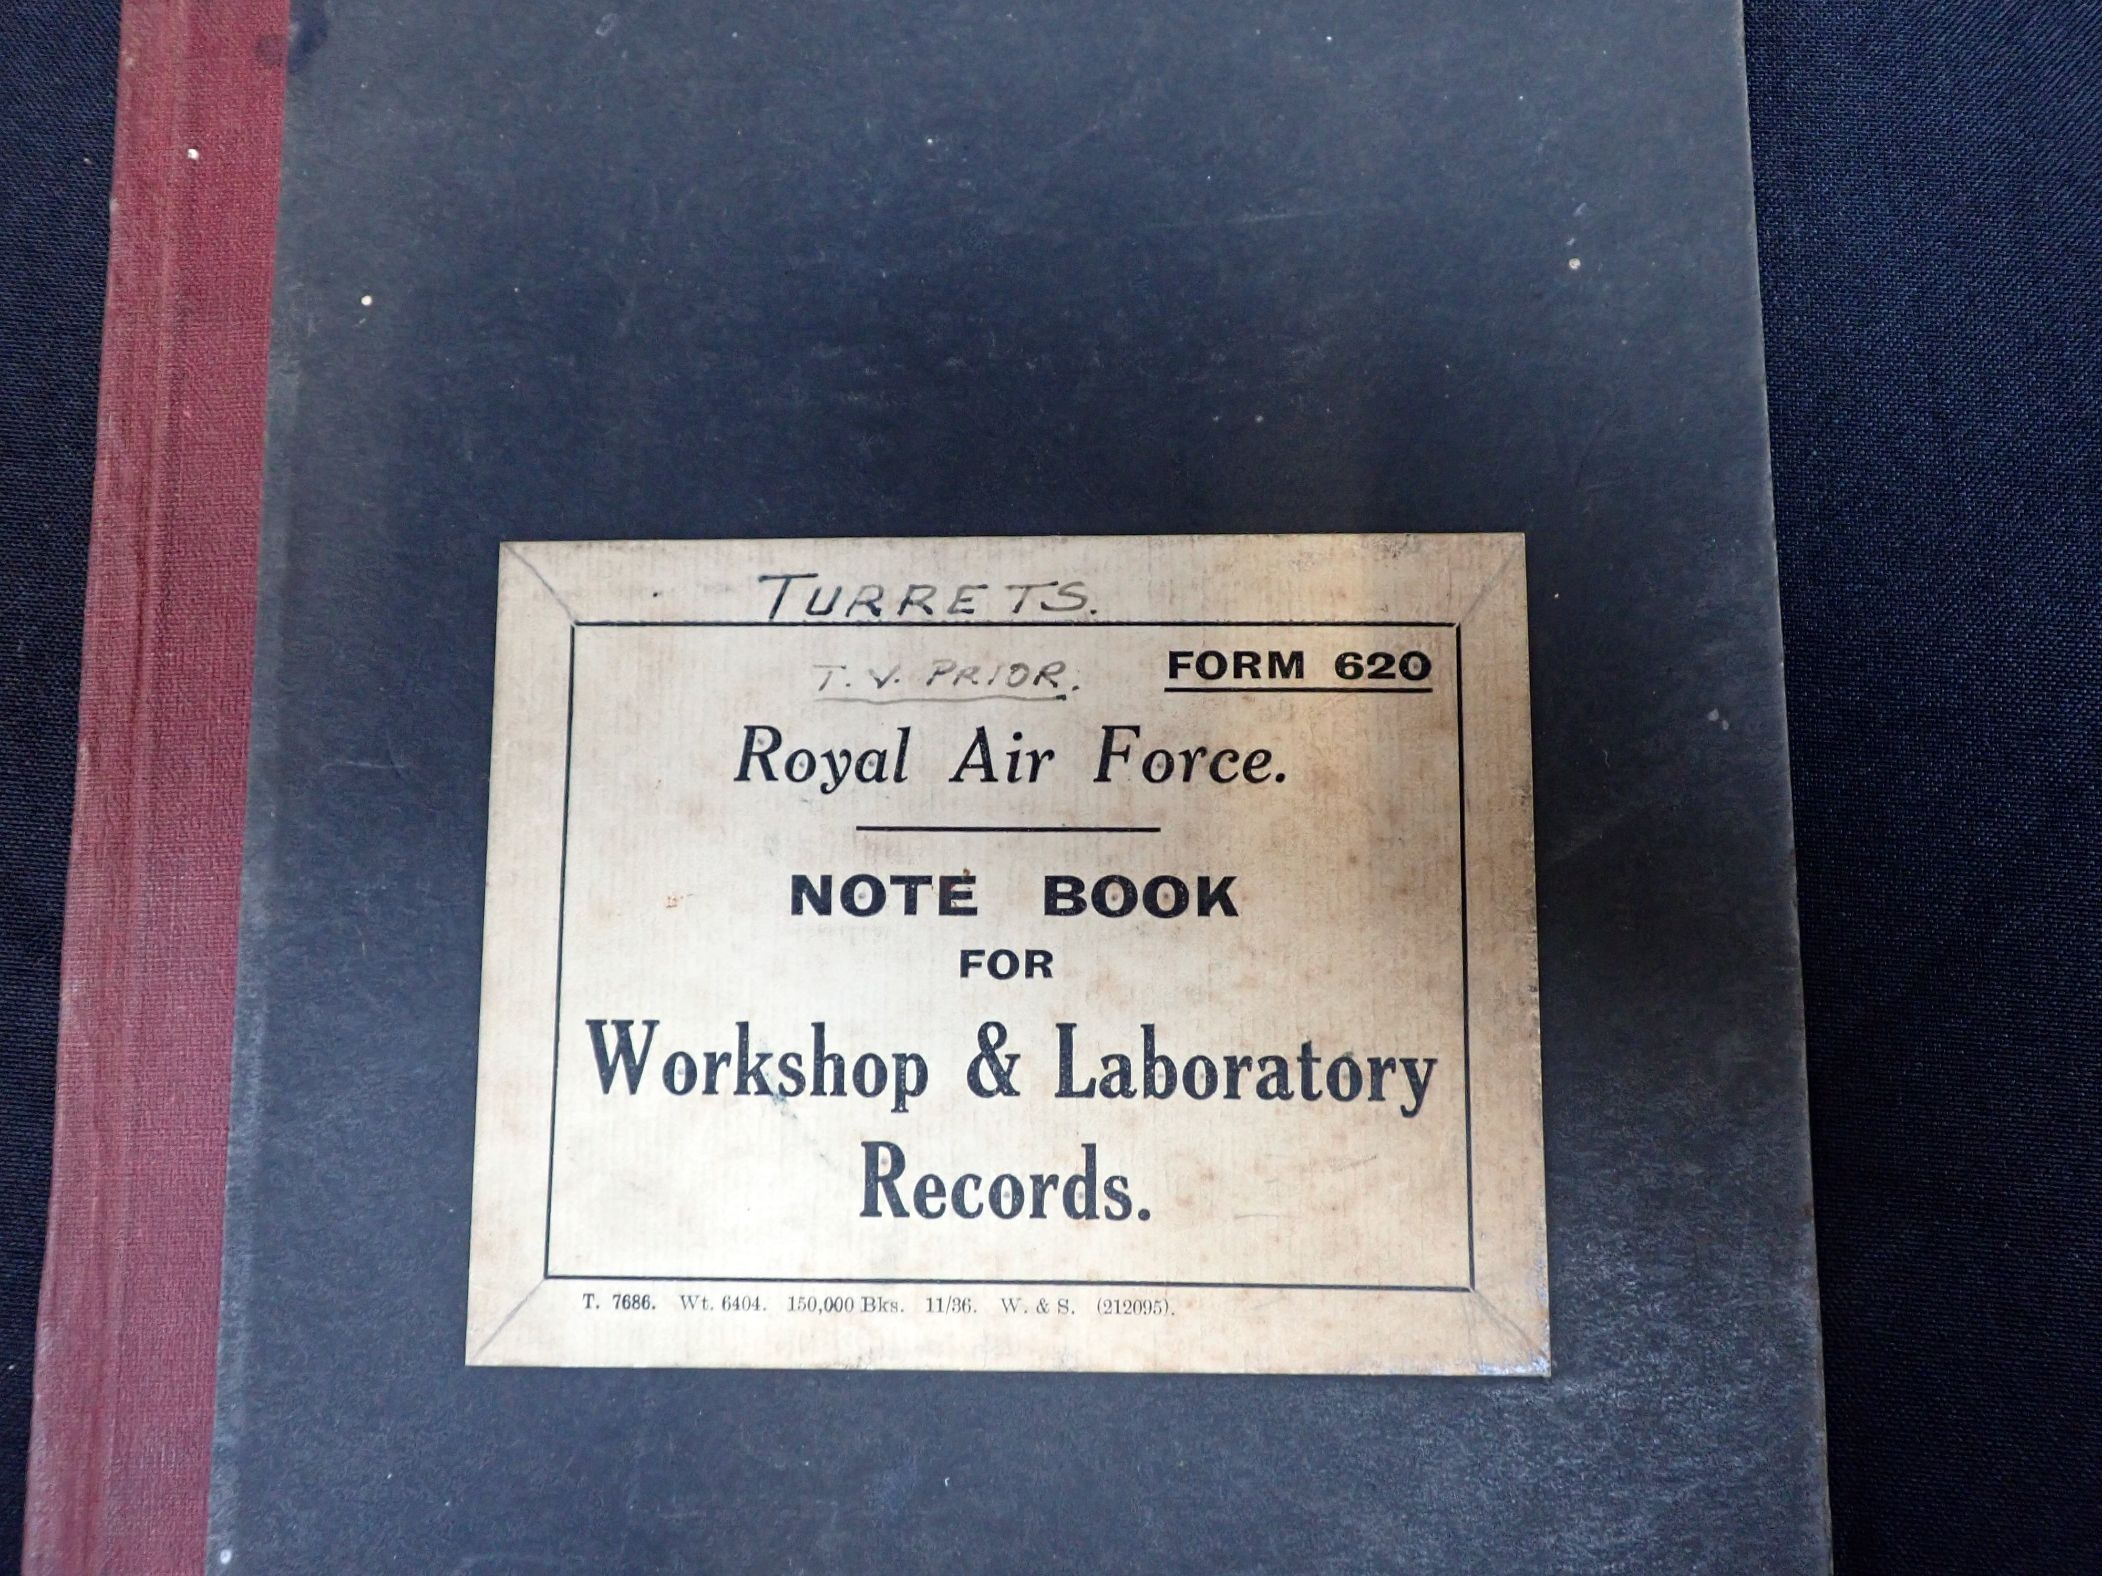 TURRETS.
T. V. PRIOR.
FORM 620
Royal Air Force.
NOTE BOOK
FOR
Workshop & Laboratory
Records.
T. 7686. Wt. 6404. 150,000 Bks. 11/36. W. & S. (212095).